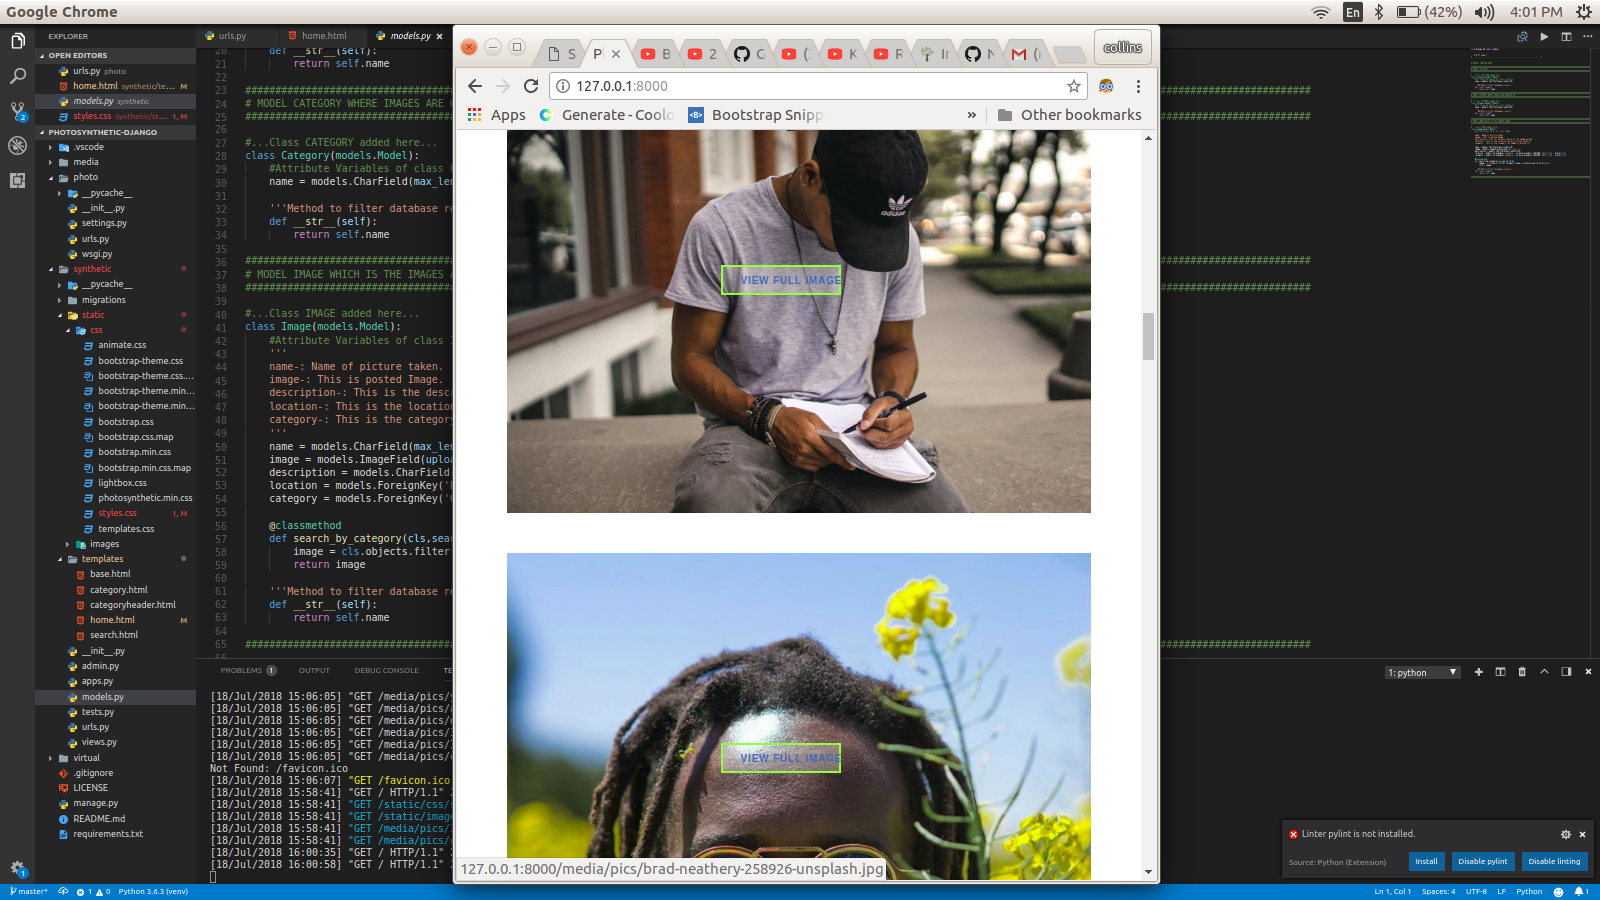 Google Chrome
En
(42%)
4:01 PM
EXPLORER
OPEN EDITORS
urls.py photo
home.html synthetic/te...
models.py synthetic
styles.css synthetic/st... 1, M
PHOTOSYNTHETIC-DJANGO
.vscode
media
photo
__pycache__
__init__.py
settings.py
urls.py
wsgi.py
synthetic
__pycache__
migrations
static
css
animate.css
bootstrap-theme.css
bootstrap-theme.css....
bootstrap-theme.min...
bootstrap-theme.min...
bootstrap.css
bootstrap.css.map
bootstrap.min.css
bootstrap.min.css.map
lightbox.css
photosynthetic.min.css
styles.css 1, M
templates.css
images
templates
base.html
category.html
categoryheader.html
home.html M
search.html
__init__.py
admin.py
apps.py
models.py
tests.py
urls.py
views.py
virtual
.gitignore
LICENSE
manage.py
README.md
requirements.txt
urls.py
home.html
models.py
20 def __str__(self):
21 return self.name
22
23
24 # MODEL CATEGORY WHERE IMAGES ARE
25
26
27 #...Class CATEGORY added here...
28 class Category(models.Model):
29 #Attribute Variables of class
30 name = models.CharField(max_len
31
32 '''Method to filter database re
33 def __str__(self):
34 return self.name
35
36
37 # MODEL IMAGE WHICH IS THE IMAGES
38
39
40 #...Class IMAGE added here...
41 class Image(models.Model):
42 #Attribute Variables of class
43 '''
44 name-: Name of picture taken.
45 image-: This is posted Image.
46 description-: This is the descr
47 location-: This is the location
48 category-: This is the category
49 '''
50 name = models.CharField(max_len
51 image = models.ImageField(uploa
52 description = models.CharField
53 location = models.ForeignKey('
54 category = models.ForeignKey('
55
56 @classmethod
57 def search_by_category(cls,sear
58 image = cls.objects.filter
59 return image
60
61 '''Method to filter database re
62 def __str__(self):
63 return self.name
64
65
collins
127.0.0.1:8000
Apps Generate - Coolo Bootstrap Snipp » Other bookmarks
adidas
VIEW FULL IMAGE
VIEW FULL IMAGE
127.0.0.1:8000/media/pics/brad-neathery-258926-unsplash.jpg
PROBLEMS 1 OUTPUT DEBUG CONSOLE TE
1: python
[18/Jul/2018 15:06:05] "GET /media/pics/
[18/Jul/2018 15:06:05] "GET /media/pics/
[18/Jul/2018 15:06:05] "GET /media/pics/
[18/Jul/2018 15:06:05] "GET /media/pics/
[18/Jul/2018 15:06:05] "GET /media/pics/
[18/Jul/2018 15:06:05] "GET /media/pics/
Not Found: /favicon.ico
[18/Jul/2018 15:06:07] "GET /favicon.ico
[18/Jul/2018 15:58:41] "GET / HTTP/1.1"
[18/Jul/2018 15:58:41] "GET /static/css/
[18/Jul/2018 15:58:41] "GET /static/image
[18/Jul/2018 15:58:41] "GET /media/pics/
[18/Jul/2018 15:58:41] "GET /media/pics/
[18/Jul/2018 16:00:35] "GET / HTTP/1.1"
[18/Jul/2018 16:00:58] "GET / HTTP/1.1"
Linter pylint is not installed.
Source: Python (Extension)
Install
Disable pylint
Disable linting
master* 1 0 Python 3.6.3 (venv)
Ln 1, Col 1 Spaces: 4 UTF-8 LF Python 1